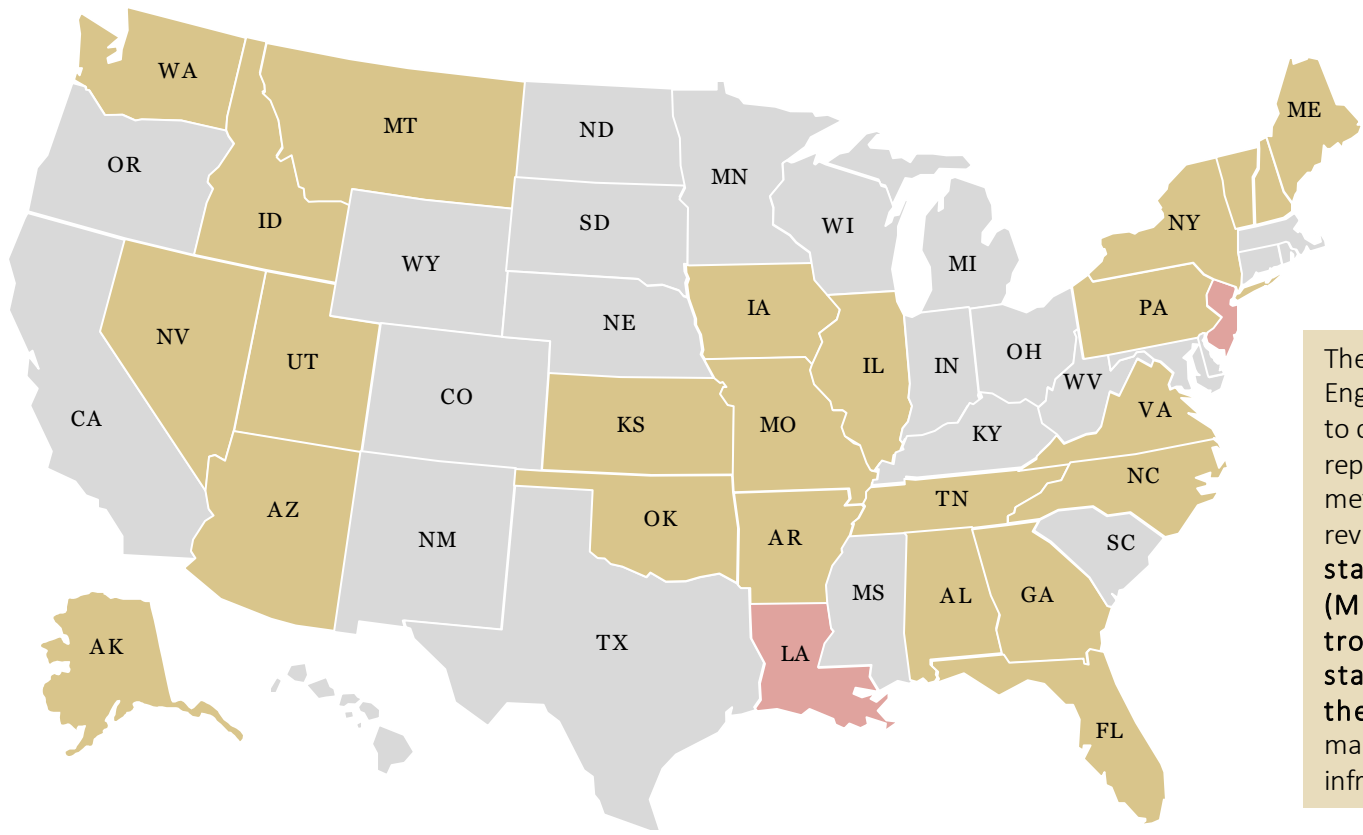 WA
MT
ME
ND
OR
MN
ID
SD
WI
NY
WY
MI
IA
PA
NE
NV
UT
IL
IN
OH
CO
WV
CA
VA
KS
MO
KY
NC
TN
AZ
OK
AR
NM
SC
MS
AL
GA
TX
AK
LA
FL
The
Eng
to
rep
me
rev
sta
(M
tro
sta
the
ma
infr